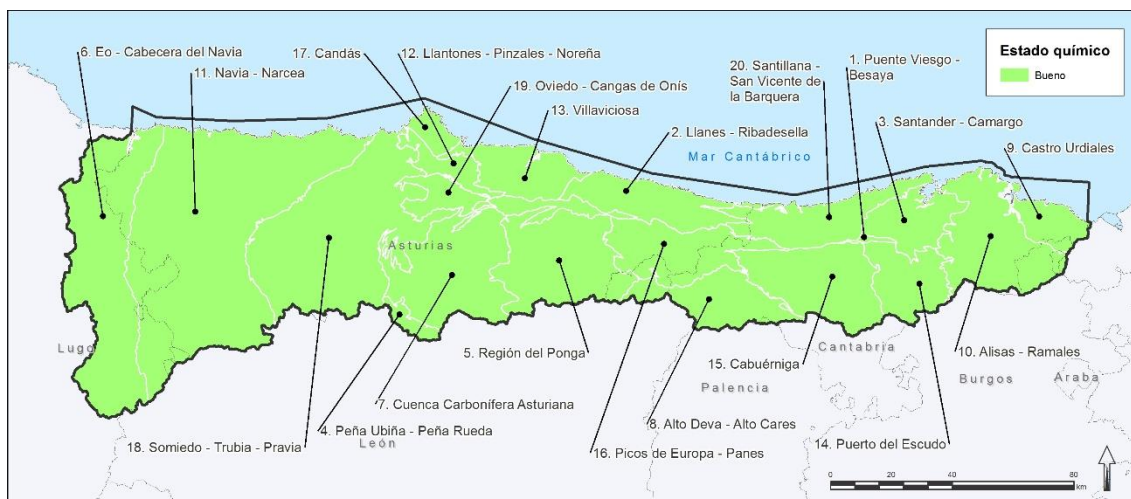 6. Eo - Cabecera del Navia
11. Navia - Narcea
17. Candás
12. Llantones - Pinzales - Noreña
19. Oviedo - Cangas de Onís
13. Villaviciosa
2. Llanes - Ribadesella
Mar Cantábrico
20. Santillana -
San Vicente de
la Barquera
1. Puente Viesgo -
Besaya
3. Santander - Camargo
9. Castro Urdiales
Estado químico
Bueno
Asturias
Lugo
5. Región del Ponga
7. Cuenca Carbonífera Asturiana
4. Peña Ubiña - Peña Rueda
León
18. Somiedo - Trubia - Pravia
Cantabria
15. Cabuérniga
Palencia
8. Alto Deva - Alto Cares
16. Picos de Europa - Panes
10. Alisas - Ramales
Burgos
Araba
14. Puerto del Escudo
0 20 40 80
km